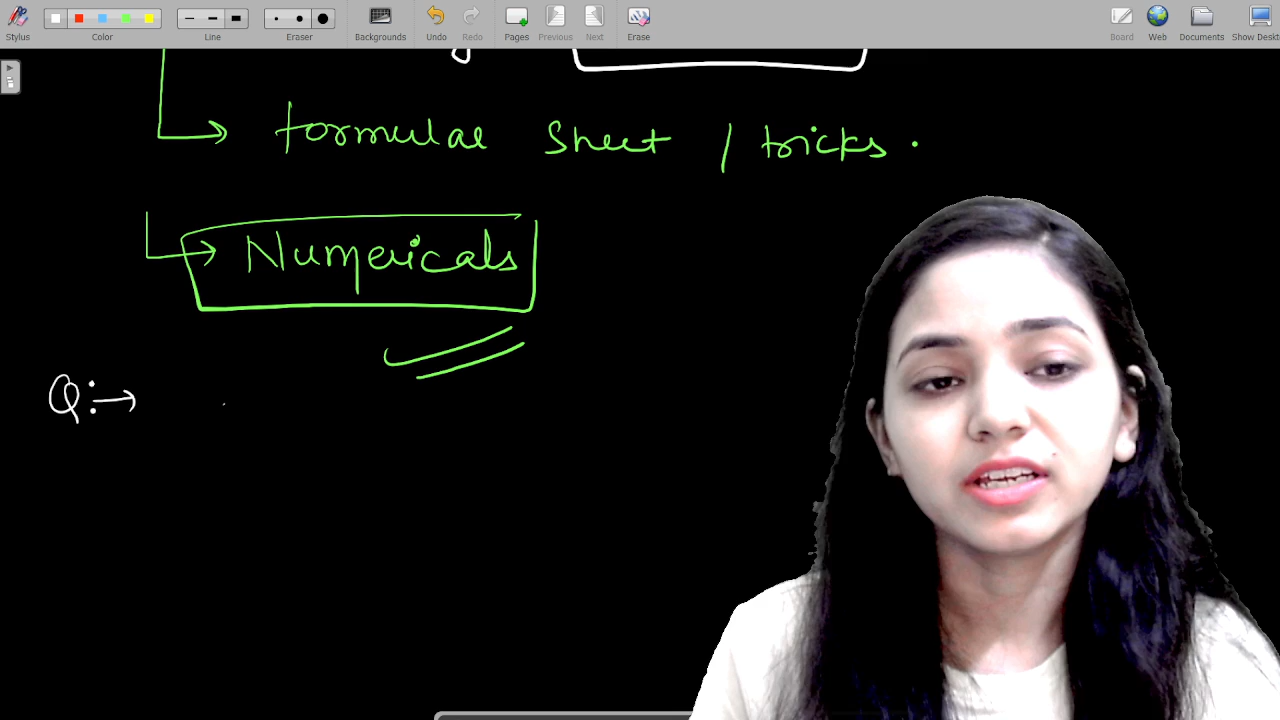 Stylus Color Line Eraser Backgrounds Undo Redo Pages Previous Next Erase Board Web Documents Show Deskt
formulae sheet / tricks.
Numericals
Q:→